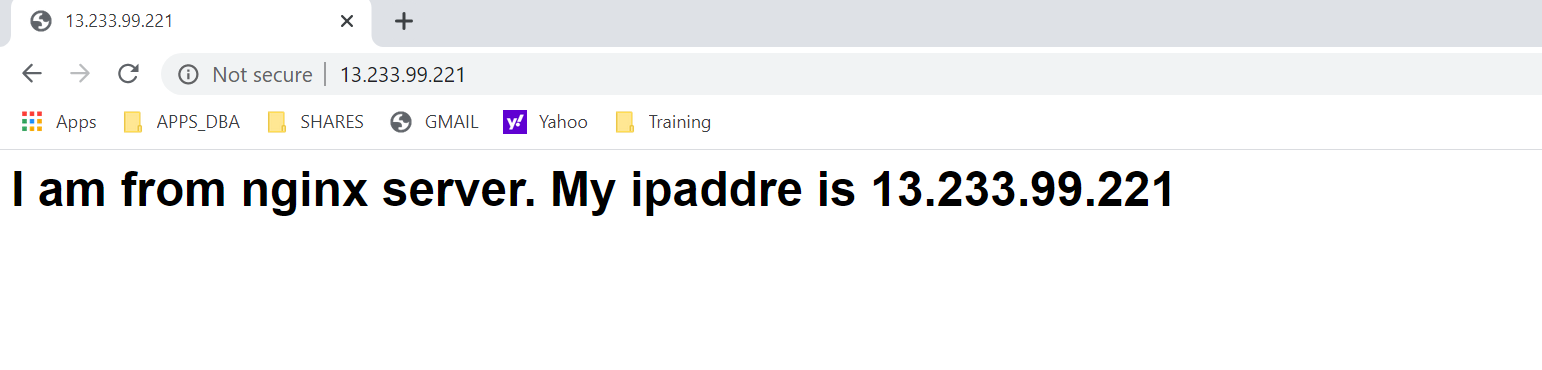 13.233.99.221
Not secure 13.233.99.221
Apps APPS_DBA SHARES GMAIL Yahoo Training
I am from nginx server. My ipaddre is 13.233.99.221